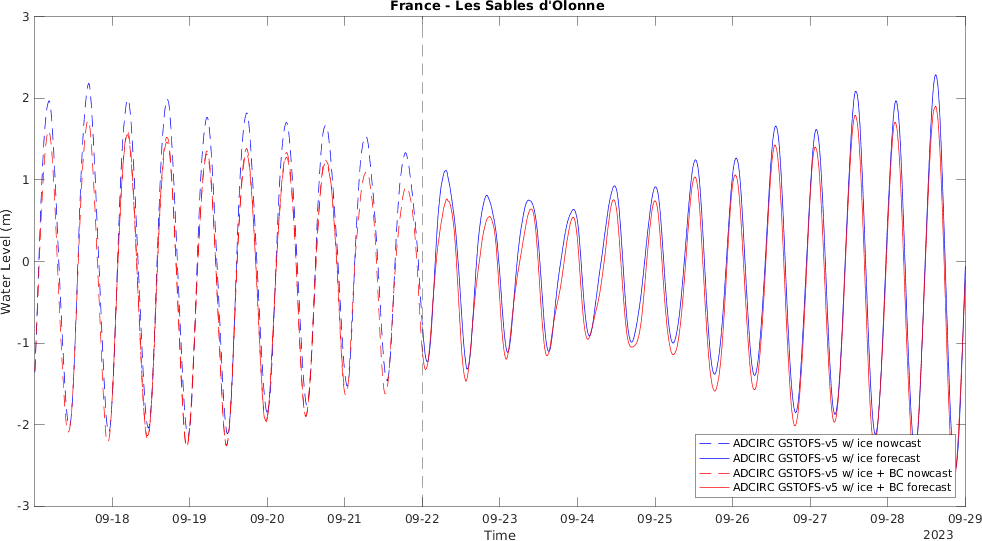 France - Les Sables d'Olonne
3
2
1
0
-1
-2
-3
Water Level (m)
ADCIRC GSTOFS-v5 w/ ice nowcast
ADCIRC GSTOFS-v5 w/ ice forecast
ADCIRC GSTOFS-v5 w/ ice + BC nowcast
ADCIRC GSTOFS-v5 w/ ice + BC forecast
09-18 09-19 09-20 09-21 09-22 09-23 09-24 09-25 09-26 09-27 09-28 09-29
Time
2023